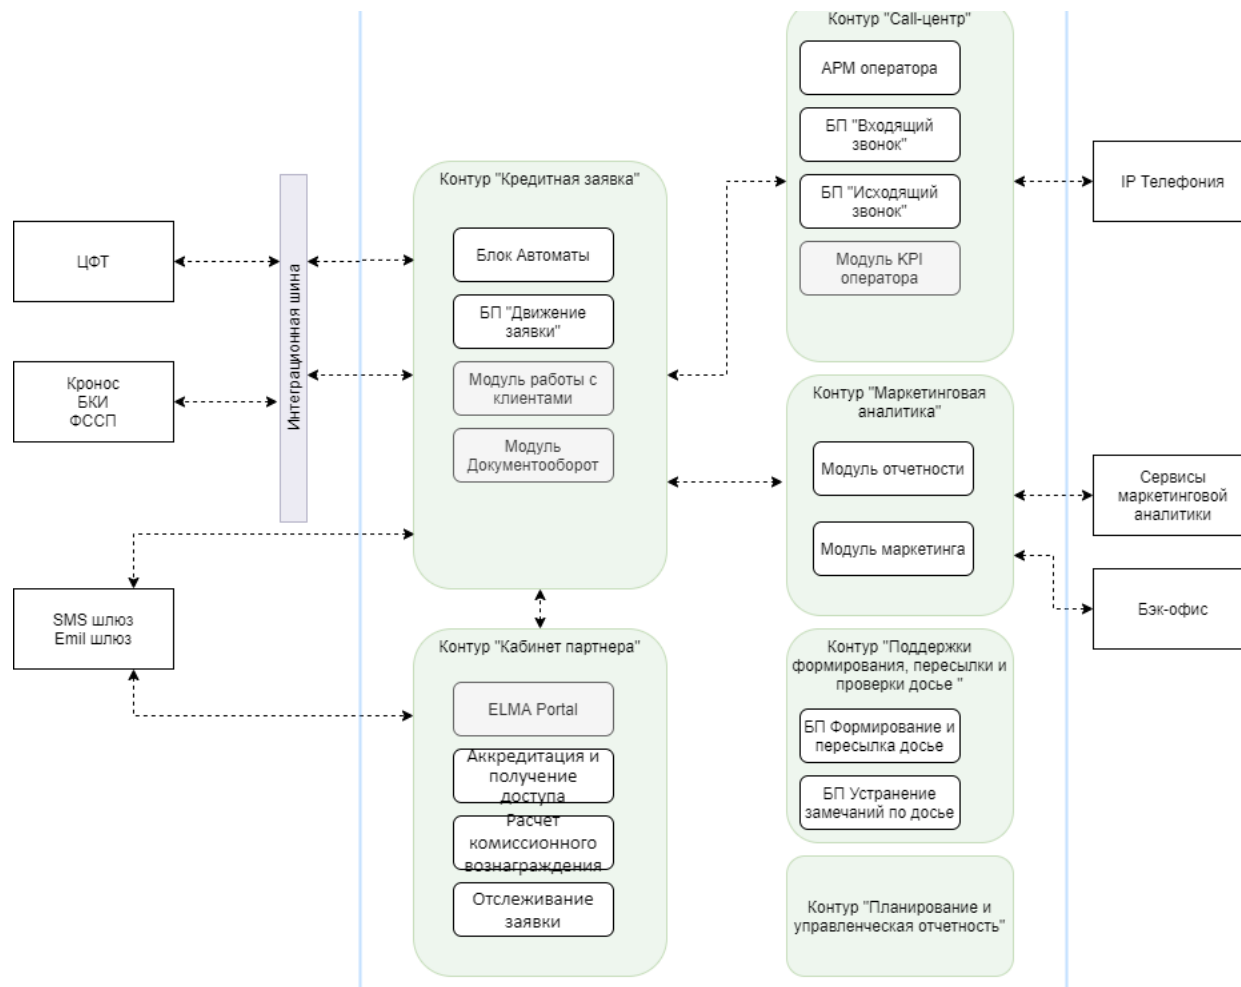 Контур "Call-центр"
АРМ оператора
БП "Входящий
звонок"
БП "Исходящий
звонок"
Модуль KPI
оператора
IP Телефония
Контур "Кредитная заявка"
Блок Автоматы
БП "Движение
заявки"
Модуль работы с
клиентами
Модуль
Документооборот
ЦФТ
Интеграционная шина
Кронос
БКИ
ФССП
Контур "Маркетинговая
аналитика"
Модуль отчетности
Модуль маркетинга
Сервисы
маркетинговой
аналитики
Бэк-офис
SMS шлюз
Emil шлюз
Контур "Кабинет партнера"
ELMA Portal
Аккредитация и
получение
доступа
Расчет
комиссионного
вознаграждения
Отслеживание
заявки
Контур "Поддержки
формирования, пересылки и
проверки досье "
БП Формирование и
пересылка досье
БП Устранение
замечаний по досье
Контур "Планирование и
управленческая отчетность"